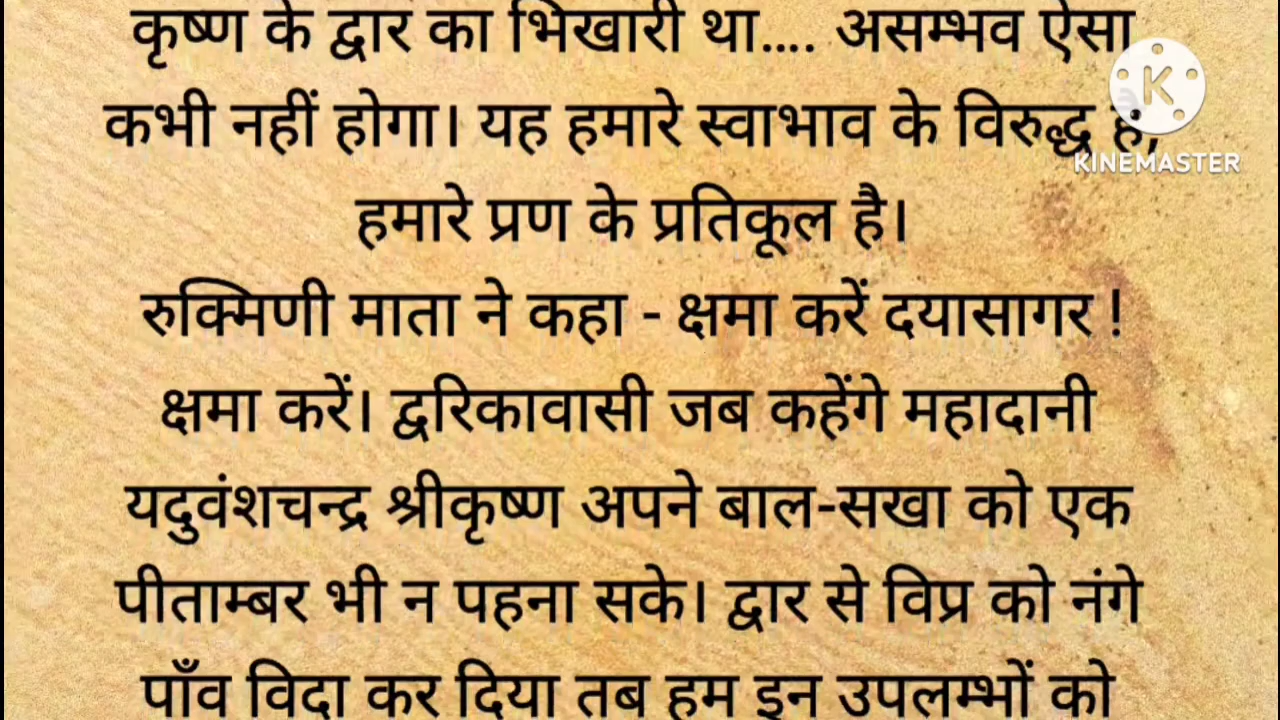 कृष्ण के द्वार का भिखारी था.... असम्भव ऐसा
कभी नहीं होगा। यह हमारे स्वाभाव के विरुद्ध है,
KINEMASTER
हमारे प्रण के प्रतिकूल है।
रुक्मिणी माता ने कहा - क्षमा करें दयासागर !
क्षमा करें। द्वरिकावासी जब कहेंगे महादानी
यदुवंशचन्द्र श्रीकृष्ण अपने बाल-सखा को एक
पीताम्बर भी न पहना सके। द्वार से विप्र को नंगे
पाँव विदा कर दिया तब हम इन उपलम्भों को